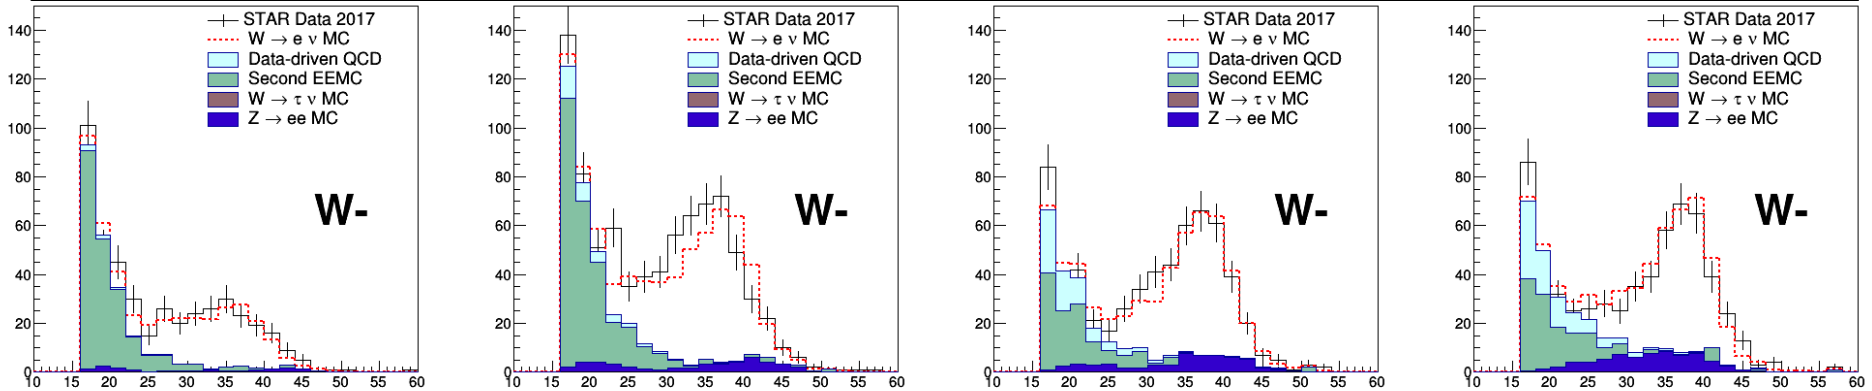 140
120
100
80
60
40
20
0
10 15 20 25 30 35 40 45 50 55 60
STAR Data 2017
W → e ν MC
Data-driven QCD
Second EEMC
W → τ ν MC
Z → ee MC
W-
140
120
100
80
60
40
20
0
10 15 20 25 30 35 40 45 50 55 60
STAR Data 2017
W → e ν MC
Data-driven QCD
Second EEMC
W → τ ν MC
Z → ee MC
W-
140
120
100
80
60
40
20
0
10 15 20 25 30 35 40 45 50 55 60
STAR Data 2017
W → e ν MC
Data-driven QCD
Second EEMC
W → τ ν MC
Z → ee MC
W-
140
120
100
80
60
40
20
0
10 15 20 25 30 35 40 45 50 55
STAR Data 2017
W → e ν MC
Data-driven QCD
Second EEMC
W → τ ν MC
Z → ee MC
W-